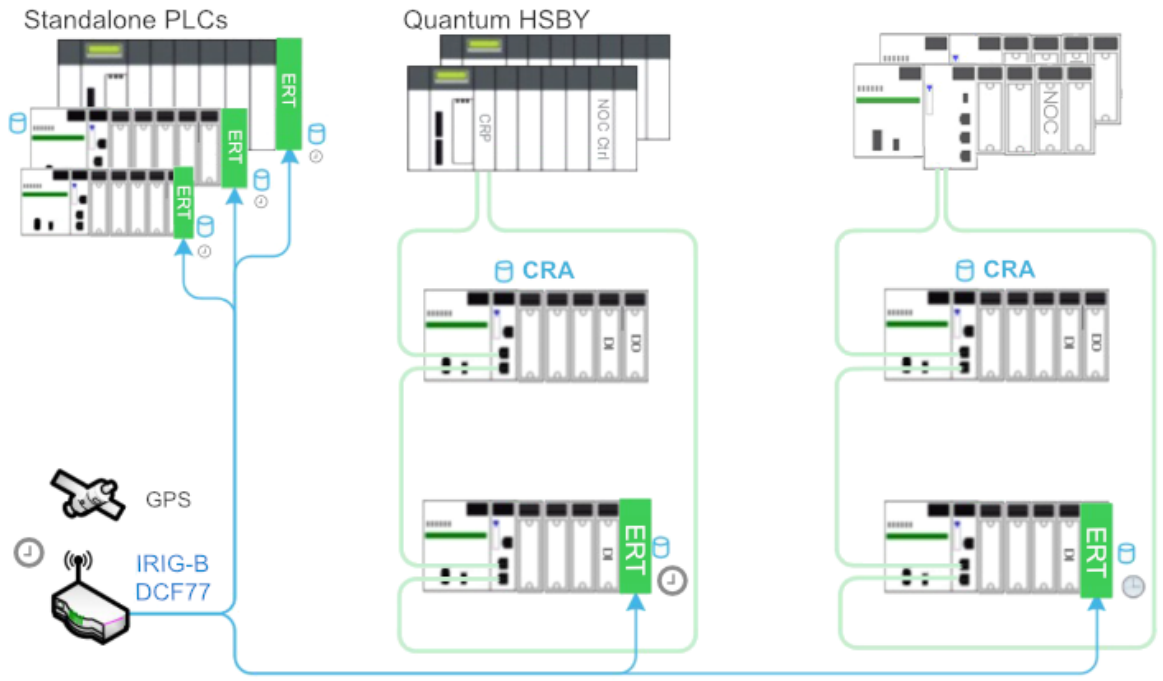 Standalone PLCs
Quantum HSBY
ERT
ERT
ERT
CRP
NOC Ctrl
NOC
CRA
DI
DO
CRA
DI
DO
GPS
IRIG-B
DCF77
DI
ERT
DI
ERT